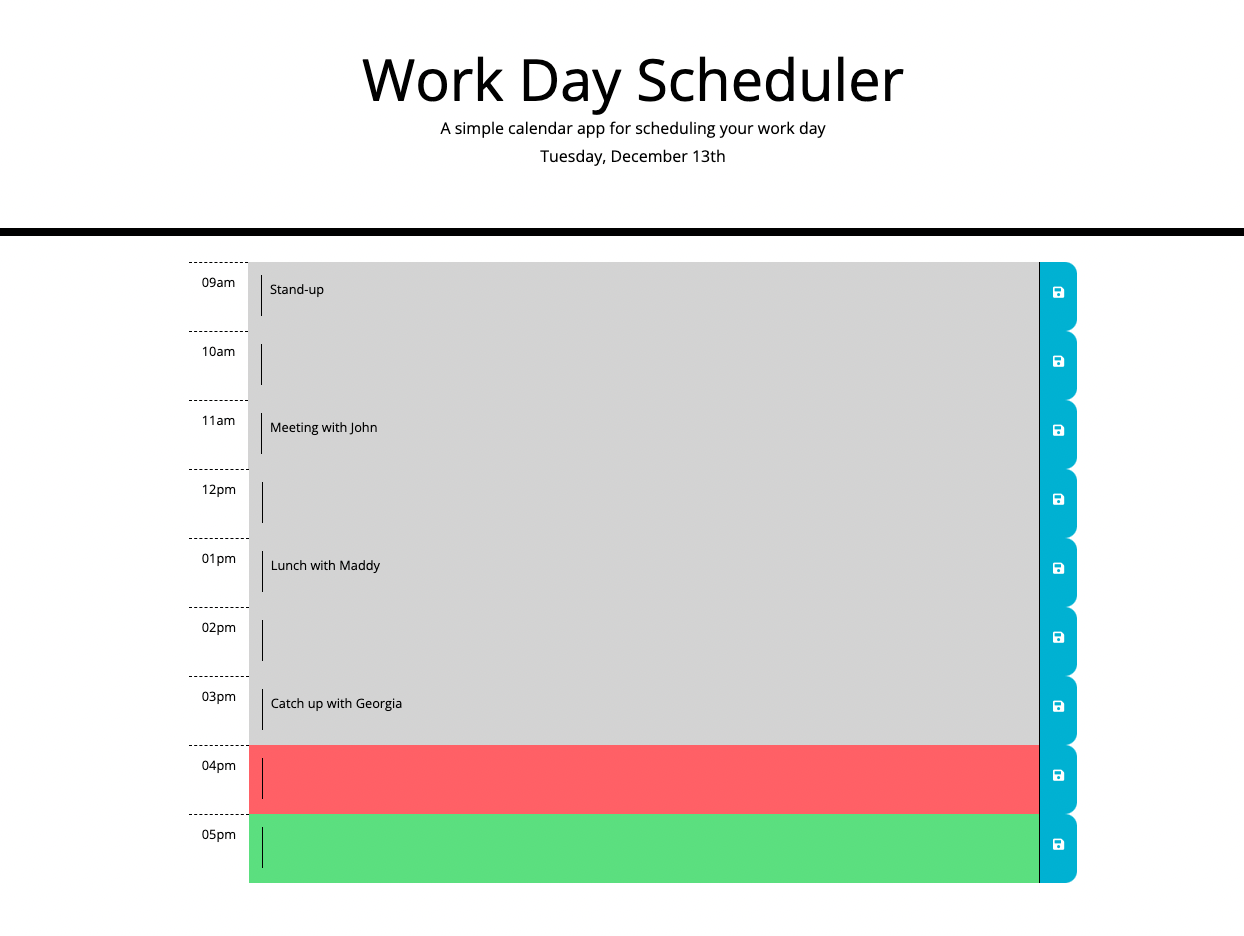 Work Day Scheduler
A simple calendar app for scheduling your work day
Tuesday, December 13th
09am Stand-up
10am
11am Meeting with John
12pm
01pm Lunch with Maddy
02pm
03pm Catch up with Georgia
04pm
05pm